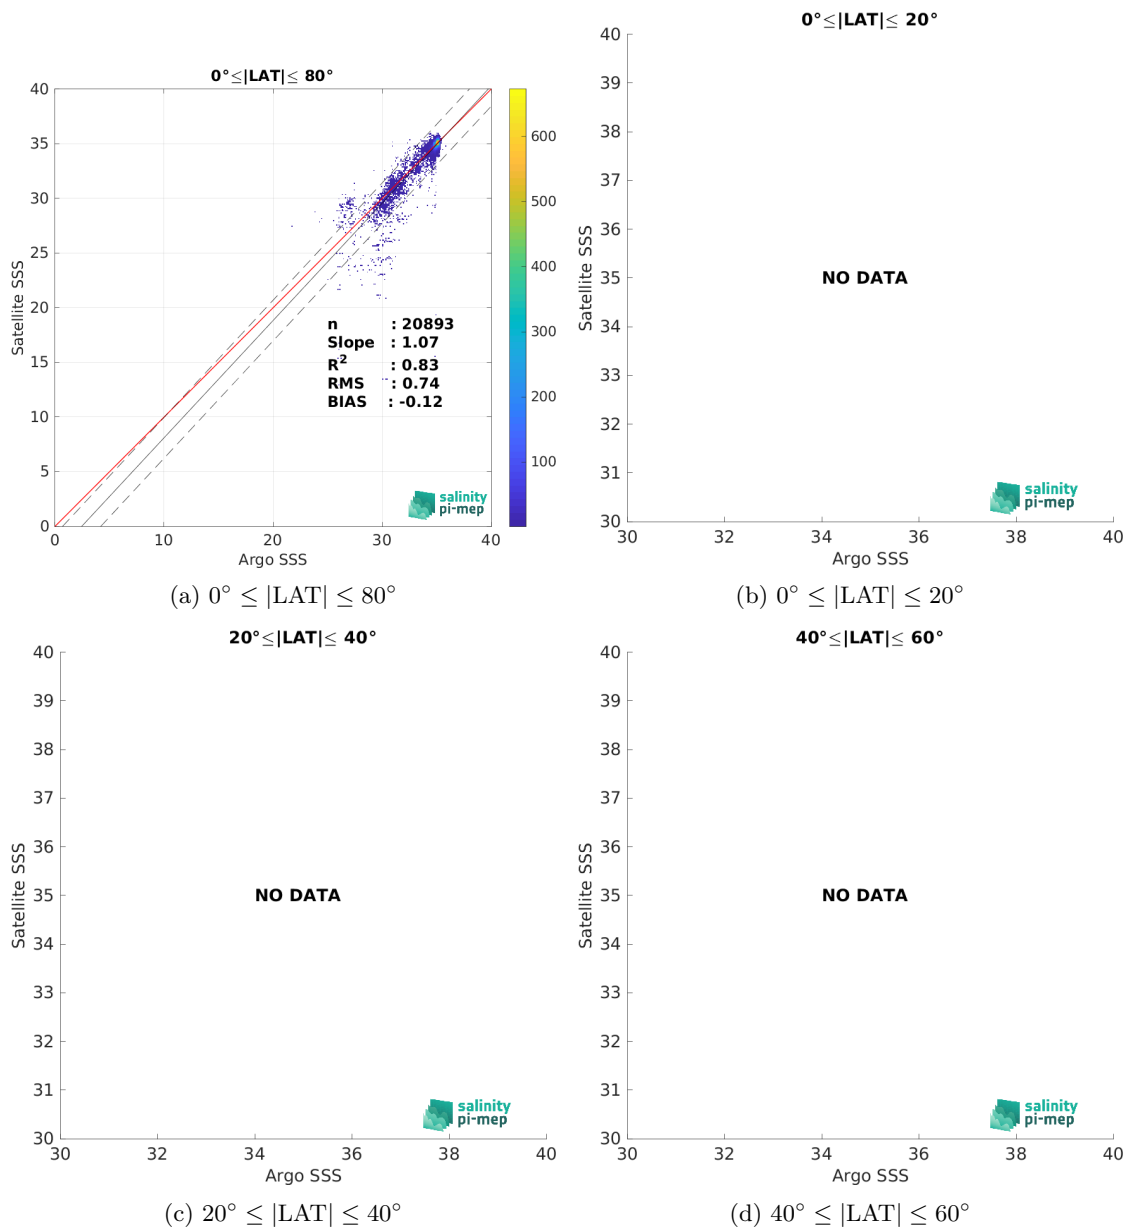 0°≤|LAT|≤ 80°
40
35
30
25
20
15
10
5
0
0
10
20
30
40
Satellite SSS
Argo SSS
n : 20893
Slope : 1.07
R² : 0.83
RMS : 0.74
BIAS : -0.12
600
500
400
300
200
100
salinity
pi-mep
(a) 0° ≤ |LAT| ≤ 80°
0°≤|LAT|≤ 20°
40
39
38
37
36
35
34
33
32
31
30
30
32
34
36
38
40
Satellite SSS
Argo SSS
NO DATA
salinity
pi-mep
(b) 0° ≤ |LAT| ≤ 20°
20°≤|LAT|≤ 40°
40
39
38
37
36
35
34
33
32
31
30
30
32
34
36
38
40
Satellite SSS
Argo SSS
NO DATA
salinity
pi-mep
(c) 20° ≤ |LAT| ≤ 40°
40°≤|LAT|≤ 60°
40
39
38
37
36
35
34
33
32
31
30
30
32
34
36
38
40
Satellite SSS
Argo SSS
NO DATA
salinity
pi-mep
(d) 40° ≤ |LAT| ≤ 60°